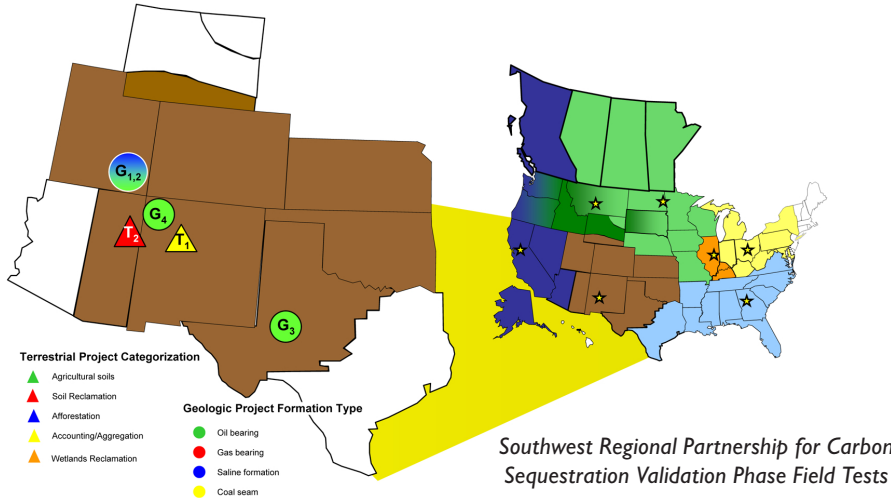 G1,2
G4
T2
T1
G3
Terrestrial Project Categorization
Agricultural soils
Soil Reclamation
Afforestation
Accounting/Aggregation
Wetlands Reclamation
Geologic Project Formation Type
Oil bearing
Gas bearing
Saline formation
Coal seam
Southwest Regional Partnership for Carbon
Sequestration Validation Phase Field Tests